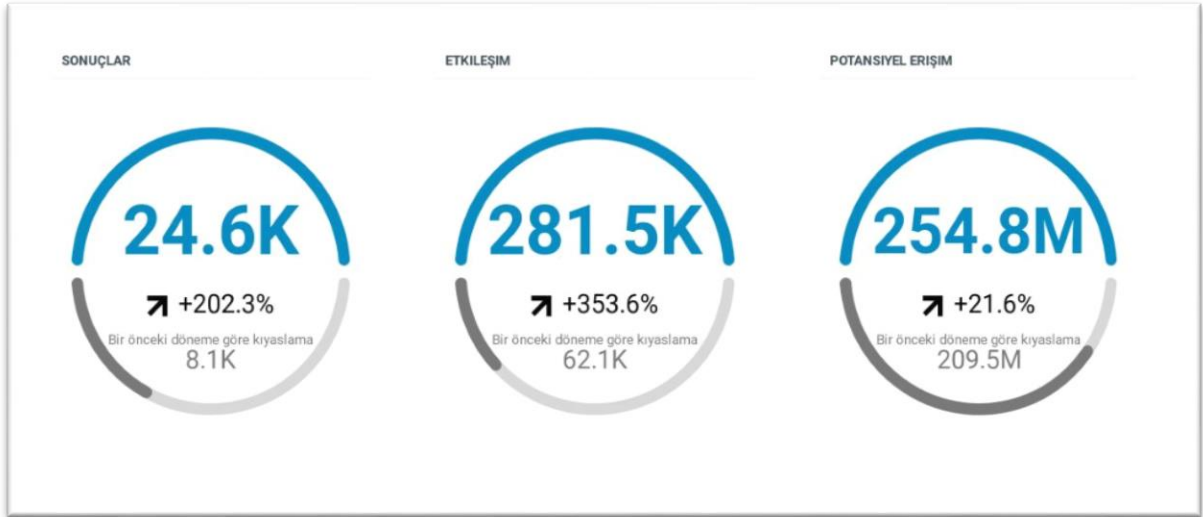 SONUÇLAR
24.6K
+202.3%
Bir önceki döneme göre kıyaslama
8.1K
ETKILEŞIM
281.5K
+353.6%
Bir önceki döneme göre kıyaslama
62.1K
POTANSIYEL ERIŞIM
254.8M
+21.6%
Bir önceki döneme göre kıyaslama
209.5M